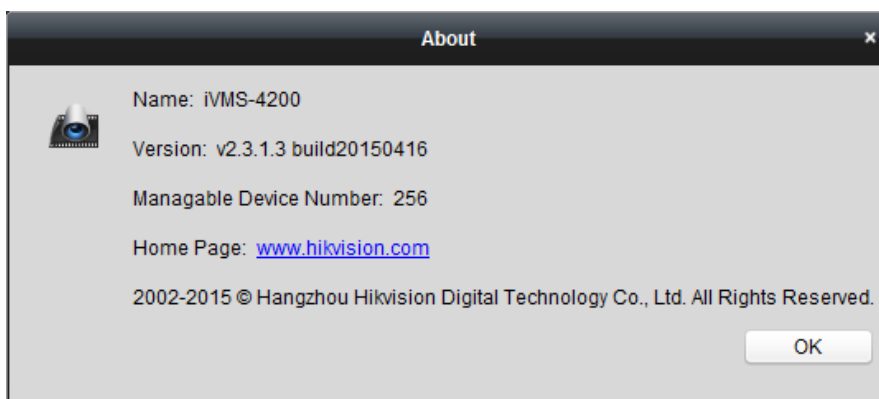 About
Name: iVMS-4200
Version: v2.3.1.3 build20150416
Managable Device Number: 256
Home Page: www.hikvision.com
2002-2015 © Hangzhou Hikvision Digital Technology Co., Ltd. All Rights Reserved.
OK